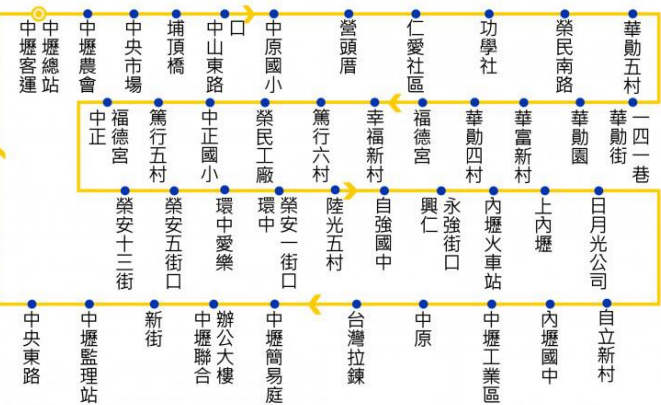 中壢客運
中壢總站
中壢農會
中央市場
埔頂橋
中山東路
口
中原國小
營頭厝
仁愛社區
功學社
榮民南路
華勛五村
中正
福德宮
篤行五村
中正國小
榮民工廠
篤行六村
幸福新村
福德宮
華勛四村
華富新村
華勛園
華勛街
一四一巷
榮安十三街
榮安五街口
環中愛樂
環中
榮安一街口
陸光五村
自強國中
興仁
永強街口
內壢火車站
上內壢
日月光公司
中央東路
中壢監理站
新街
中壢聯合
辦公大樓
中壢簡易庭
台灣拉鍊
中原
中壢工業區
內壢國中
自立新村